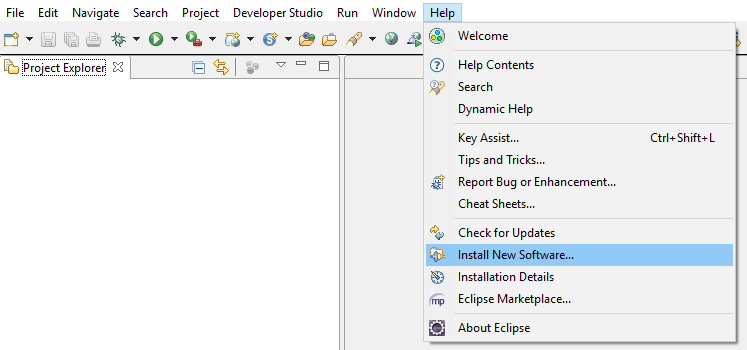 File Edit Navigate Search Project Developer Studio Run Window Help
Project Explorer
Welcome
Help Contents
Search
Dynamic Help
Key Assist... Ctrl+Shift+L
Tips and Tricks...
Report Bug or Enhancement...
Cheat Sheets...
Check for Updates
Install New Software...
Installation Details
mp Eclipse Marketplace...
About Eclipse